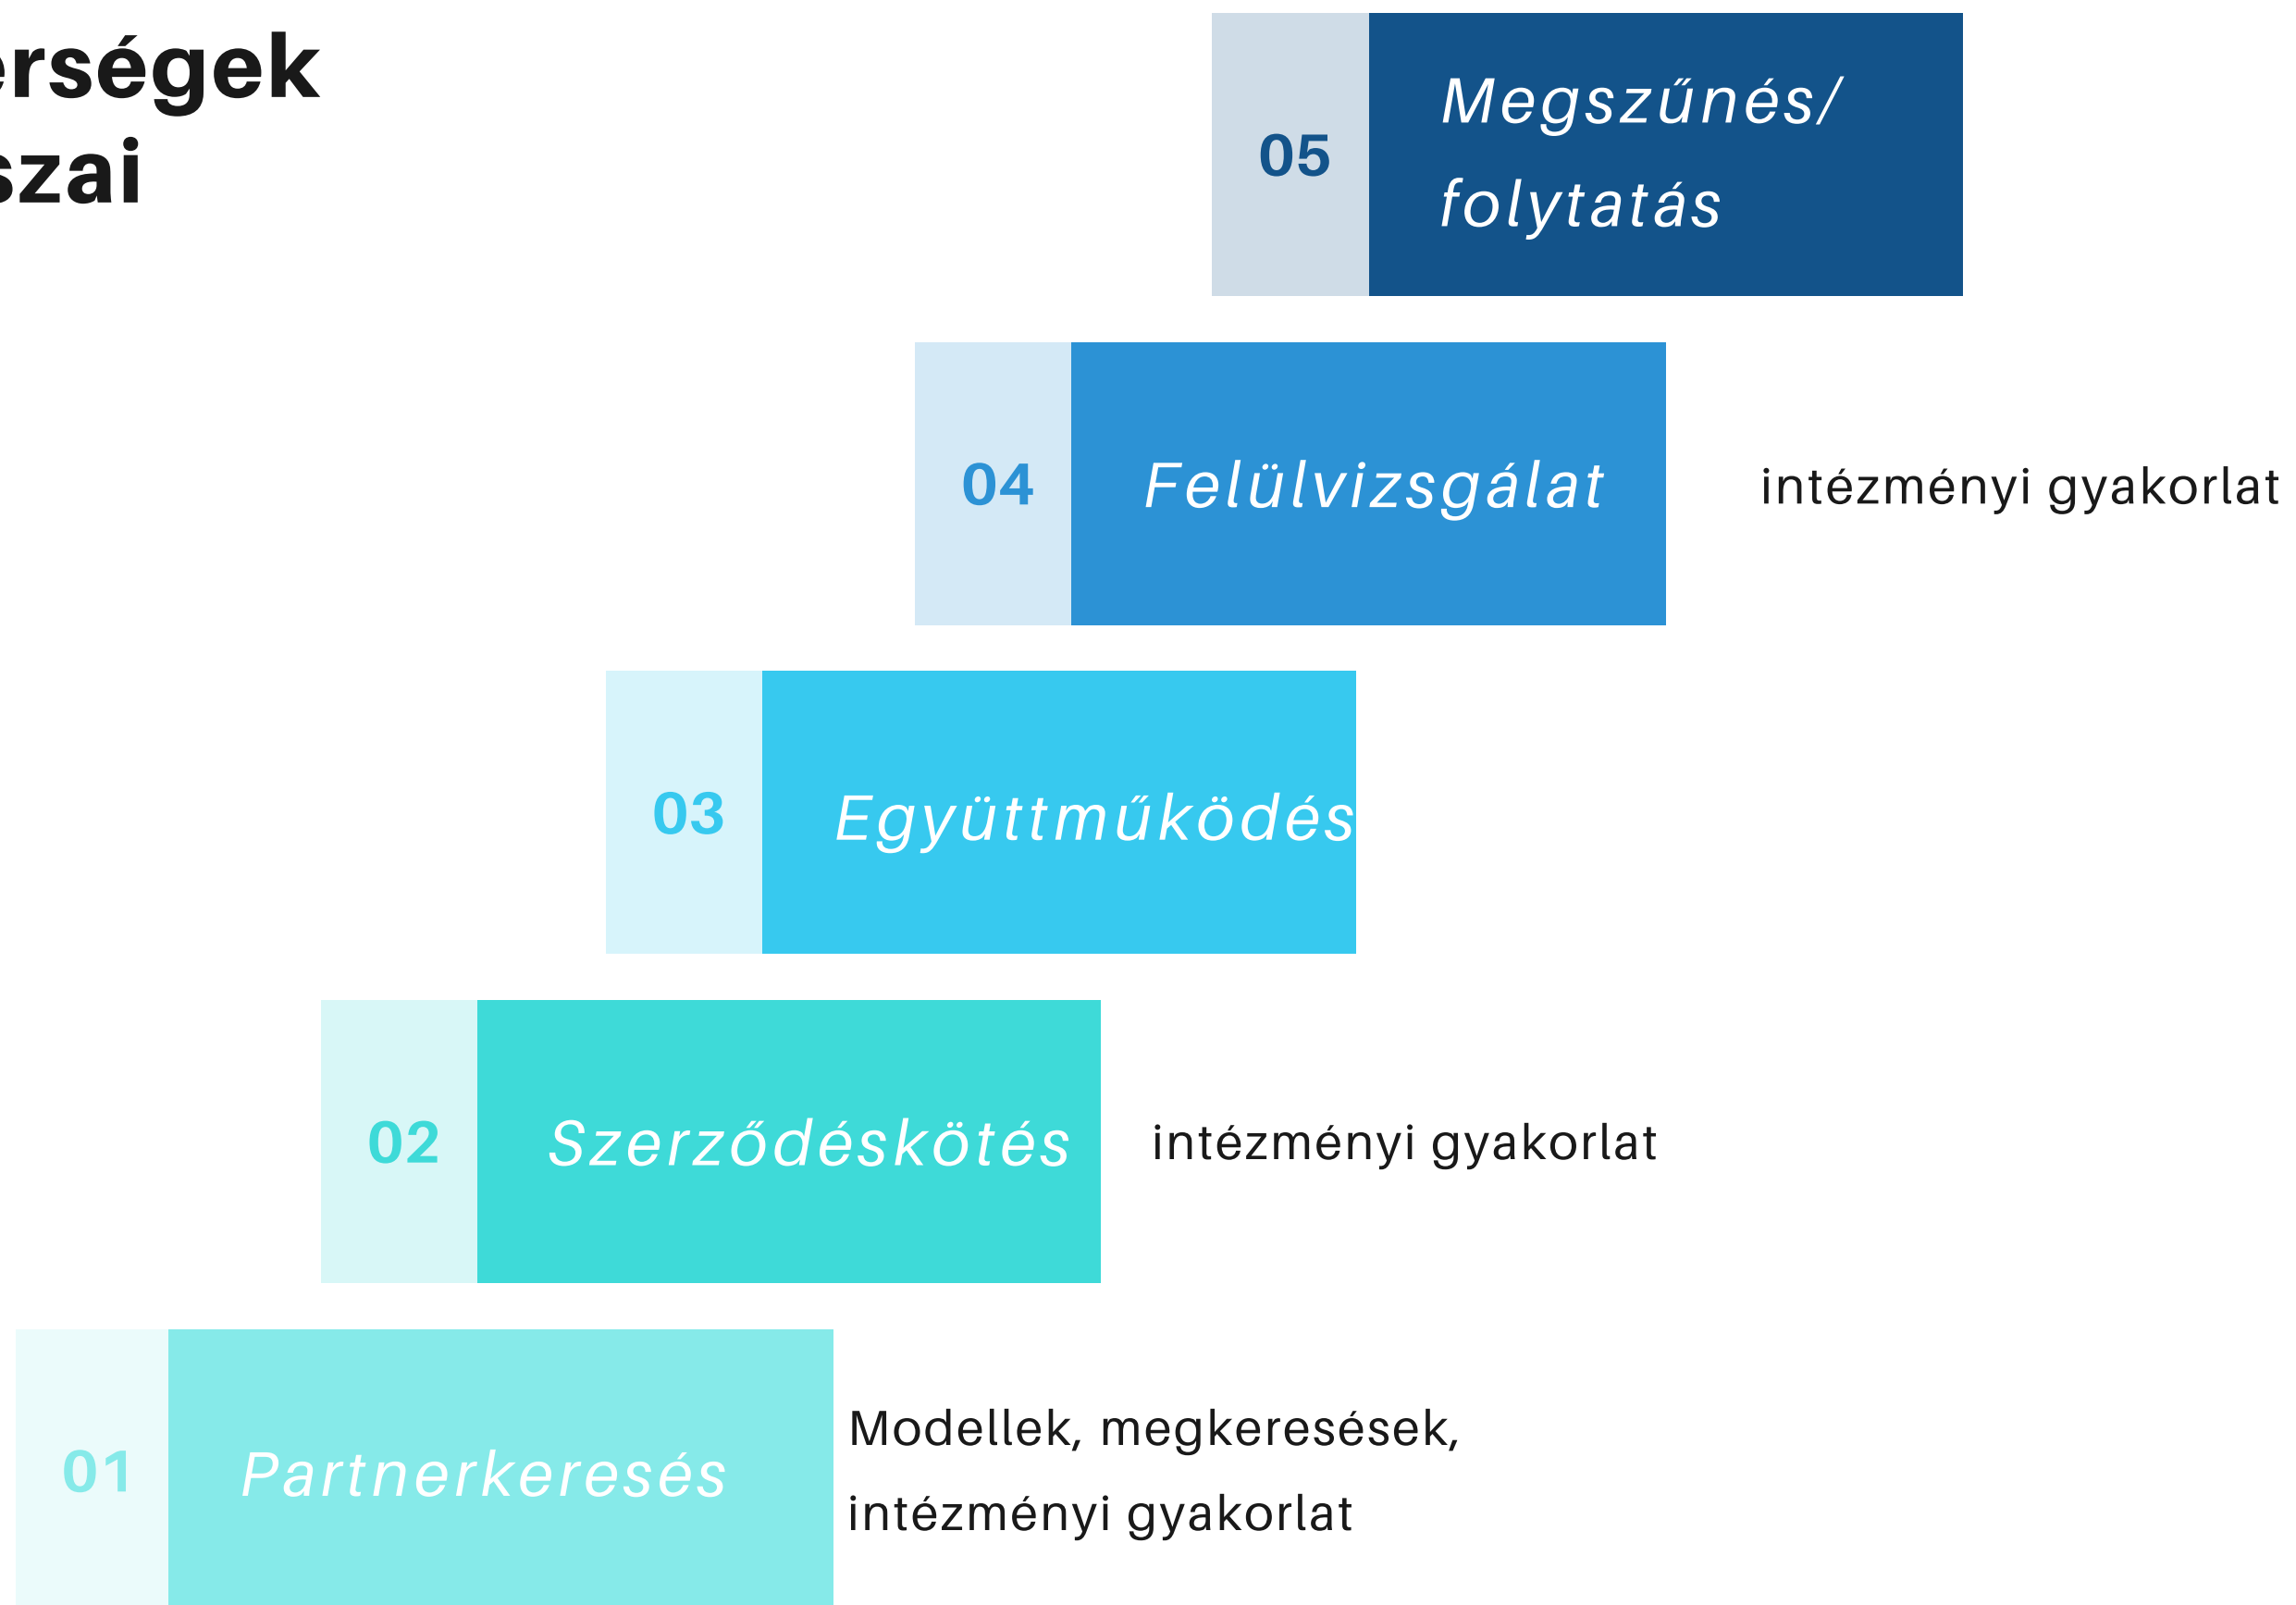 erségek
szai
05
Megszűnés/
folytatás
04
Felülvizsgálat
intézményi gyakorlat
03
Együttműködés
02
Szerződéskötés
intézményi gyakorlat
01
Partnerkeresés
Modellek, megkeresések,
intézményi gyakorlat